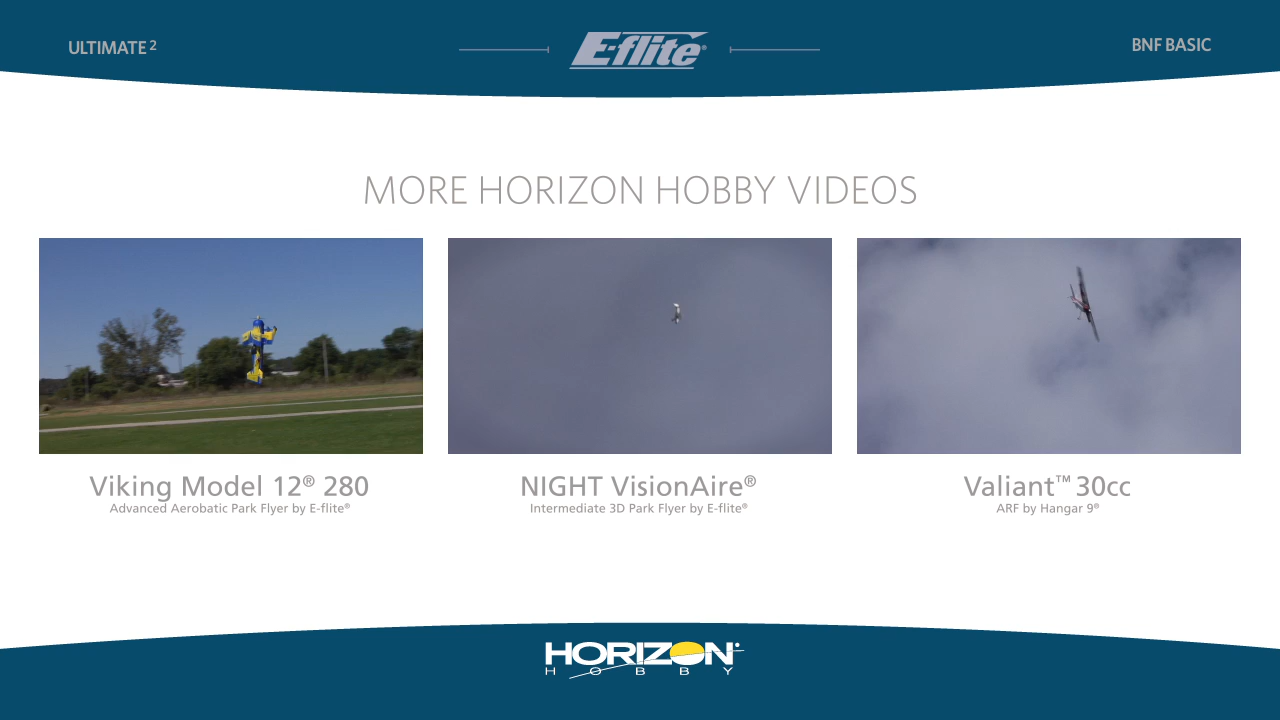 ULTIMATE 2
E-flite®
BNF BASIC
MORE HORIZON HOBBY VIDEOS
Viking Model 12® 280
Advanced Aerobatic Park Flyer by E-flite®
NIGHT VisionAire®
Intermediate 3D Park Flyer by E-flite®
Valiant™ 30cc
ARF by Hangar 9®
HORIZON
HOBBY